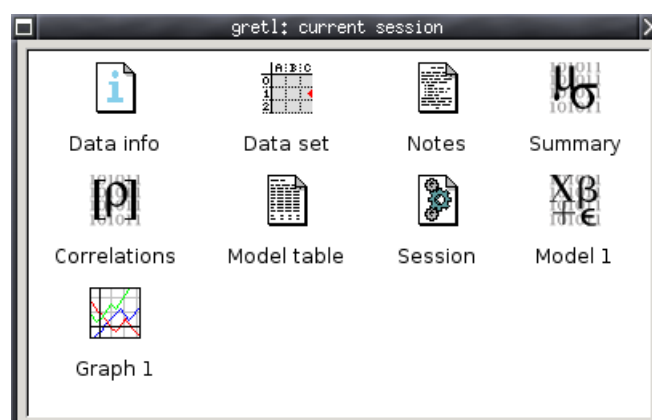 gretl: current session
Data info
Data set
Notes
Summary
Correlations
Model table
Session
Model 1
Graph 1